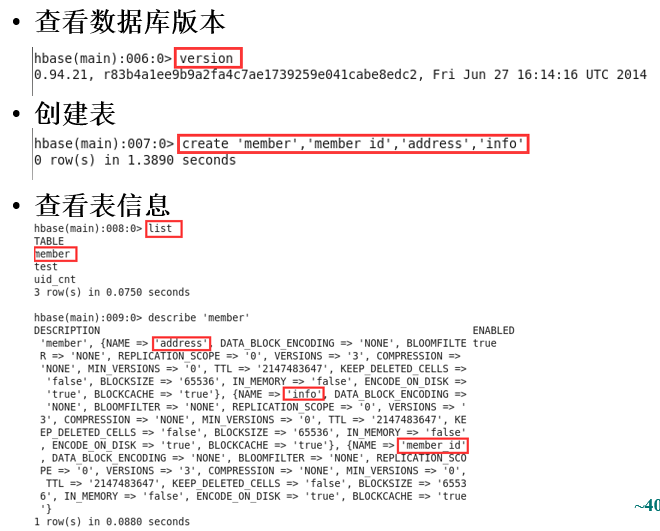 • 查看数据库版本
hbase(main):006:0> version
0.94.21, r83b4a1ee9b9a2fa4c7ae1739259e041cabe8edc2, Fri Jun 27 16:14:16 UTC 2014
• 创建表
hbase(main):007:0> create 'member','member_id','address','info'
0 row(s) in 1.3890 seconds
• 查看表信息
hbase(main):008:0> list
TABLE
member
test
uid_cnt
3 row(s) in 0.0750 seconds
hbase(main):009:0> describe 'member'
DESCRIPTION ENABLED
'member', {NAME => 'address', DATA_BLOCK_ENCODING => 'NONE', BLOOMFILTE true
R => 'NONE', REPLICATION_SCOPE => '0', VERSIONS => '3', COMPRESSION =>
'NONE', MIN_VERSIONS => '0', TTL => '2147483647', KEEP_DELETED_CELLS =>
'false', BLOCKSIZE => '65536', IN_MEMORY => 'false', ENCODE_ON_DISK =>
'true', BLOCKCACHE => 'true'}, {NAME => 'info', DATA_BLOCK_ENCODING =>
'NONE', BLOOMFILTER => 'NONE', REPLICATION_SCOPE => '0', VERSIONS => '
3', COMPRESSION => 'NONE', MIN_VERSIONS => '0', TTL => '2147483647', KE
EP_DELETED_CELLS => 'false', BLOCKSIZE => '65536', IN_MEMORY => 'false'
, ENCODE_ON_DISK => 'true', BLOCKCACHE => 'true'}, {NAME => 'member_id'
, DATA_BLOCK_ENCODING => 'NONE', BLOOMFILTER => 'NONE', REPLICATION_SCO
PE => '0', VERSIONS => '3', COMPRESSION => 'NONE', MIN_VERSIONS => '0',
TTL => '2147483647', KEEP_DELETED_CELLS => 'false', BLOCKSIZE => '6553
6', IN_MEMORY => 'false', ENCODE_ON_DISK => 'true', BLOCKCACHE => 'true
'}
1 row(s) in 0.0880 seconds
~40